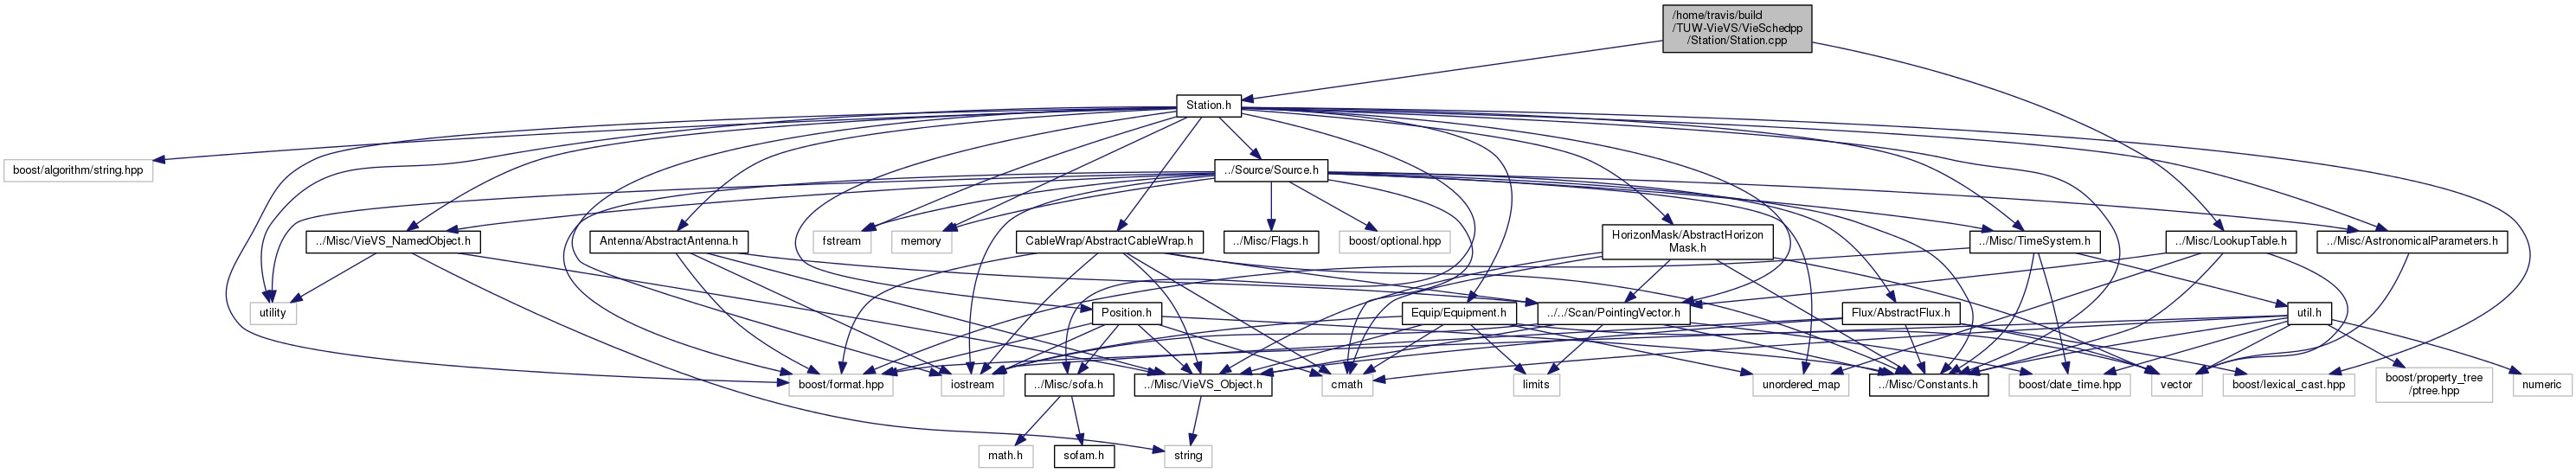 /home/travis/build
/TUW-VieVS/VieSchedpp
/Station/Station.cpp
Station.h
boost/algorithm/string.hpp
../Source/Source.h
../Misc/VieVS_NamedObject.h
Antenna/AbstractAntenna.h
fstream
memory
CableWrap/AbstractCableWrap.h
../Misc/Flags.h
boost/optional.hpp
HorizonMask/AbstractHorizon
Mask.h
../Misc/TimeSystem.h
../Misc/LookupTable.h
../Misc/AstronomicalParameters.h
utility
Position.h
Equip/Equipment.h
../../Scan/PointingVector.h
Flux/AbstractFlux.h
util.h
boost/format.hpp
iostream
../Misc/sofa.h
../Misc/VieVS_Object.h
cmath
limits
unordered_map
../Misc/Constants.h
boost/date_time.hpp
vector
boost/lexical_cast.hpp
boost/property_tree
/ptree.hpp
numeric
math.h
sofam.h
string